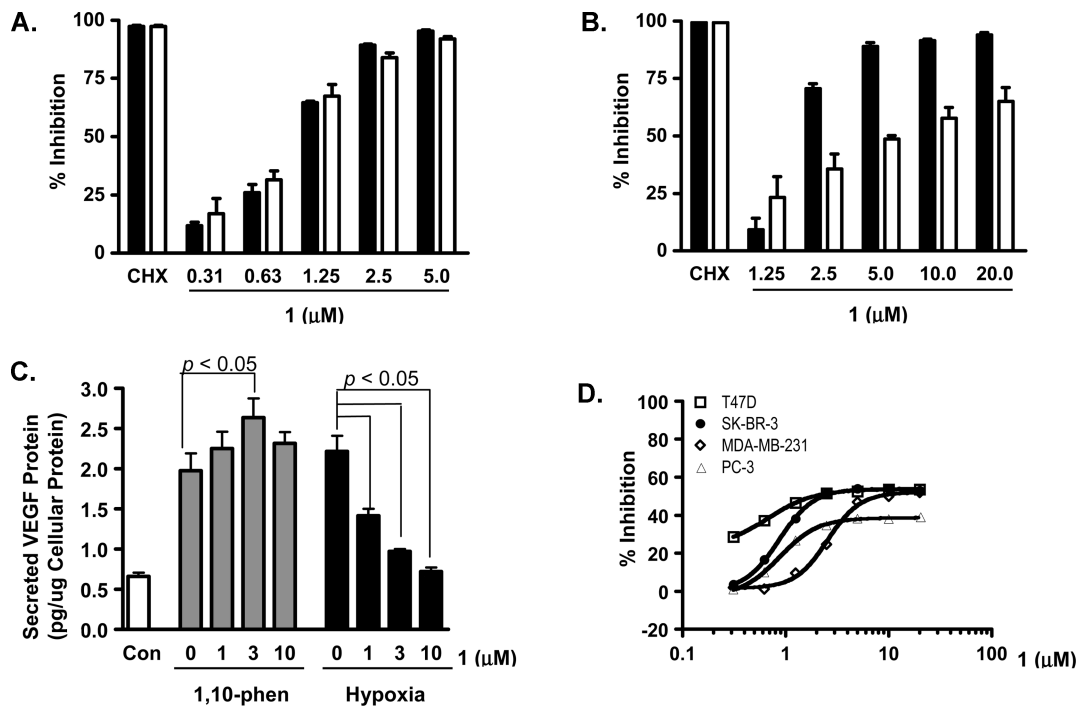 A.
100
75
50
25
0
% Inhibition
CHX 0.31 0.63 1.25 2.5 5.0
1 (μM)
B.
100
75
50
25
0
% Inhibition
CHX 1.25 2.5 5.0 10.0 20.0
1 (μM)
C.
p < 0.05
p < 0.05
3.0
2.5
2.0
1.5
1.0
0.5
0.0
Secreted VEGF Protein
(pg/ug Cellular Protein)
Con 0 1 3 10 0 1 3 10 1 (μM)
1,10-phen Hypoxia
D.
T47D
SK-BR-3
MDA-MB-231
PC-3
100
80
60
40
20
0
-20
% Inhibition
0.1 1 10 100 1 (μM)